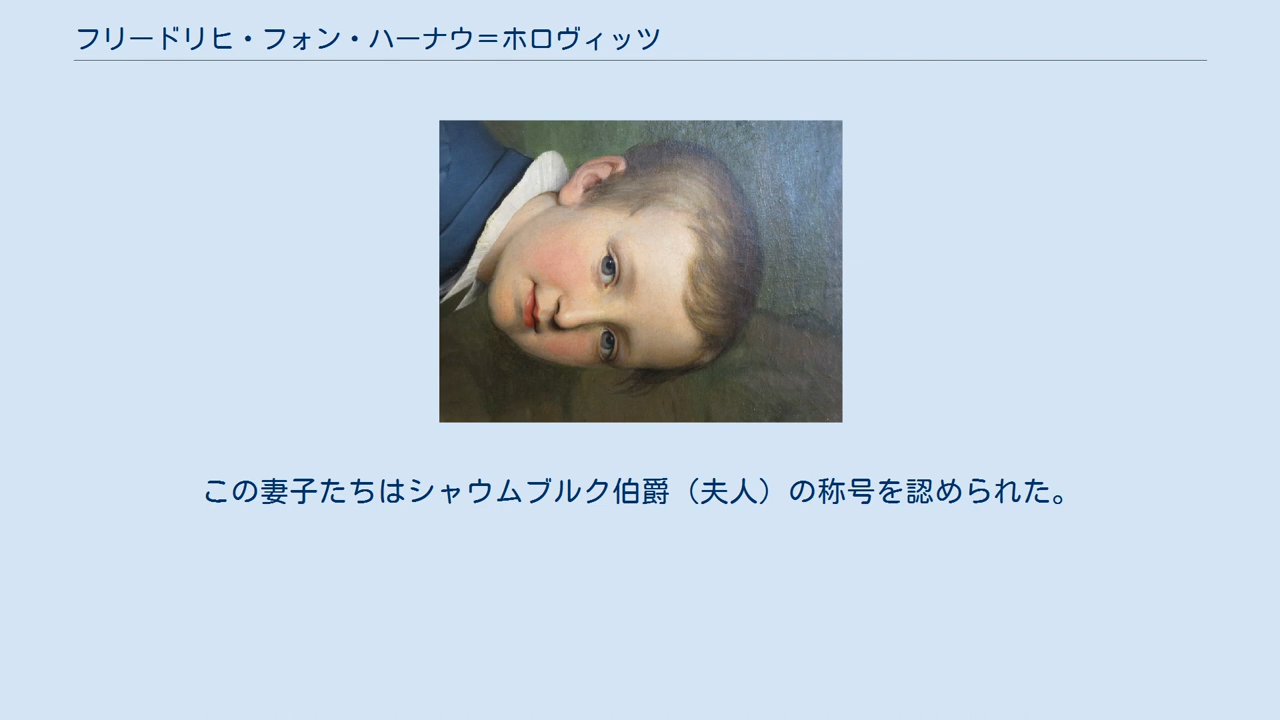 フリードリヒ・フォン・ハーナウ＝ホロヴィッツ
この妻子たちはシャウムブルク伯爵（夫人）の称号を認められた。